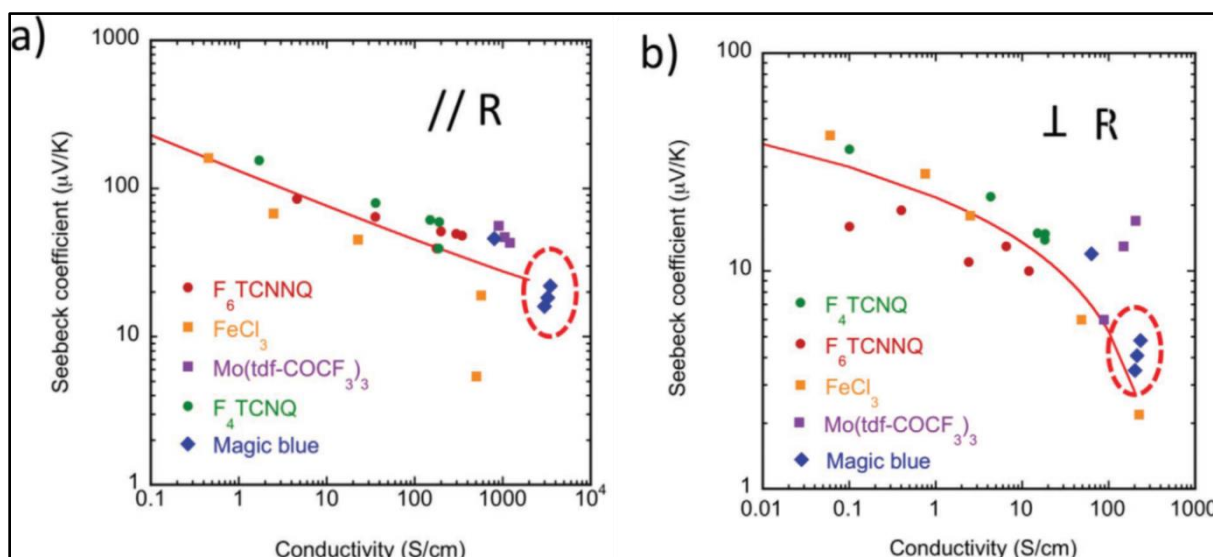 a)
// R
Seebeck coefficient (μV/K)
1000
100
10
1
F6TCNNQ
FeCl3
Mo(tdf-COCF3)3
F4TCNQ
Magic blue
0.1 1 10 100 1000 10^4
Conductivity (S/cm)
b)
⊥ R
Seebeck coefficient (μV/K)
100
10
1
F4TCNQ
F6TCNNQ
FeCl3
Mo(tdf-COCF3)3
Magic blue
0.01 0.1 1 10 100 1000
Conductivity (S/cm)